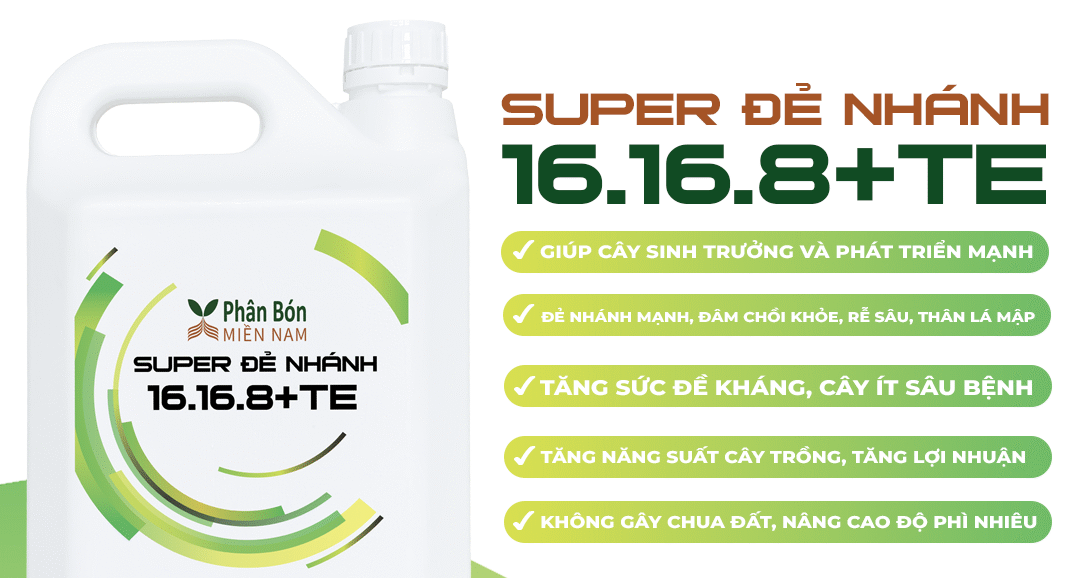 SUPER ĐẺ NHÁNH
16.16.8+TE
GIÚP CÂY SINH TRƯỞNG VÀ PHÁT TRIỂN MẠNH
ĐẺ NHÁNH MẠNH, ĐÂM CHỒI KHỎE, RỄ SÂU, THÂN LÁ MẬP
TĂNG SỨC ĐỀ KHÁNG, CÂY ÍT SÂU BỆNH
TĂNG NĂNG SUẤT CÂY TRỒNG, TĂNG LỢI NHUẬN
KHÔNG GÂY CHUA ĐẤT, NÂNG CAO ĐỘ PHÌ NHIÊU
Phân Bón
MIỀN NAM
SUPER ĐẺ NHÁNH
16.16.8+TE